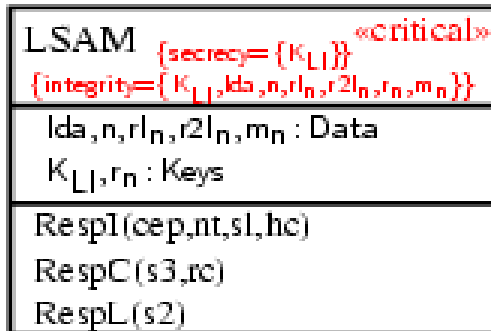 LSAM {secrecy={K_LI}} «critical»
{integrity={K_LI,lda,n,rl_n,r2l_n,r_n,m_n}}
lda,n,rl_n,r2l_n,m_n : Data
K_LI,r_n : Keys
RespI(cep,nt,sl,hc)
RespC(s3,rc)
RespL(s2)